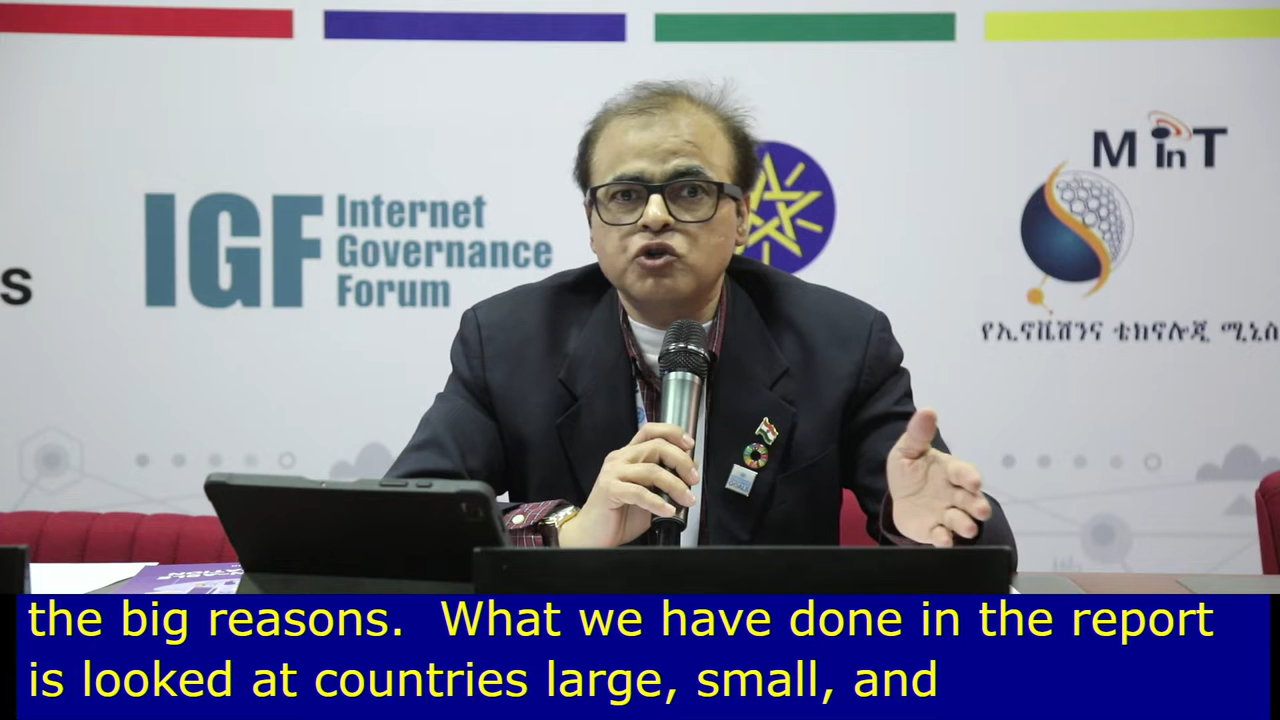 M in T
IGF Internet
Governance
Forum
s
የኢኖቬሽንና ቴክኖሎጂ ሚኒስ
the big reasons.  What we have done in the report
is looked at countries large, small, and